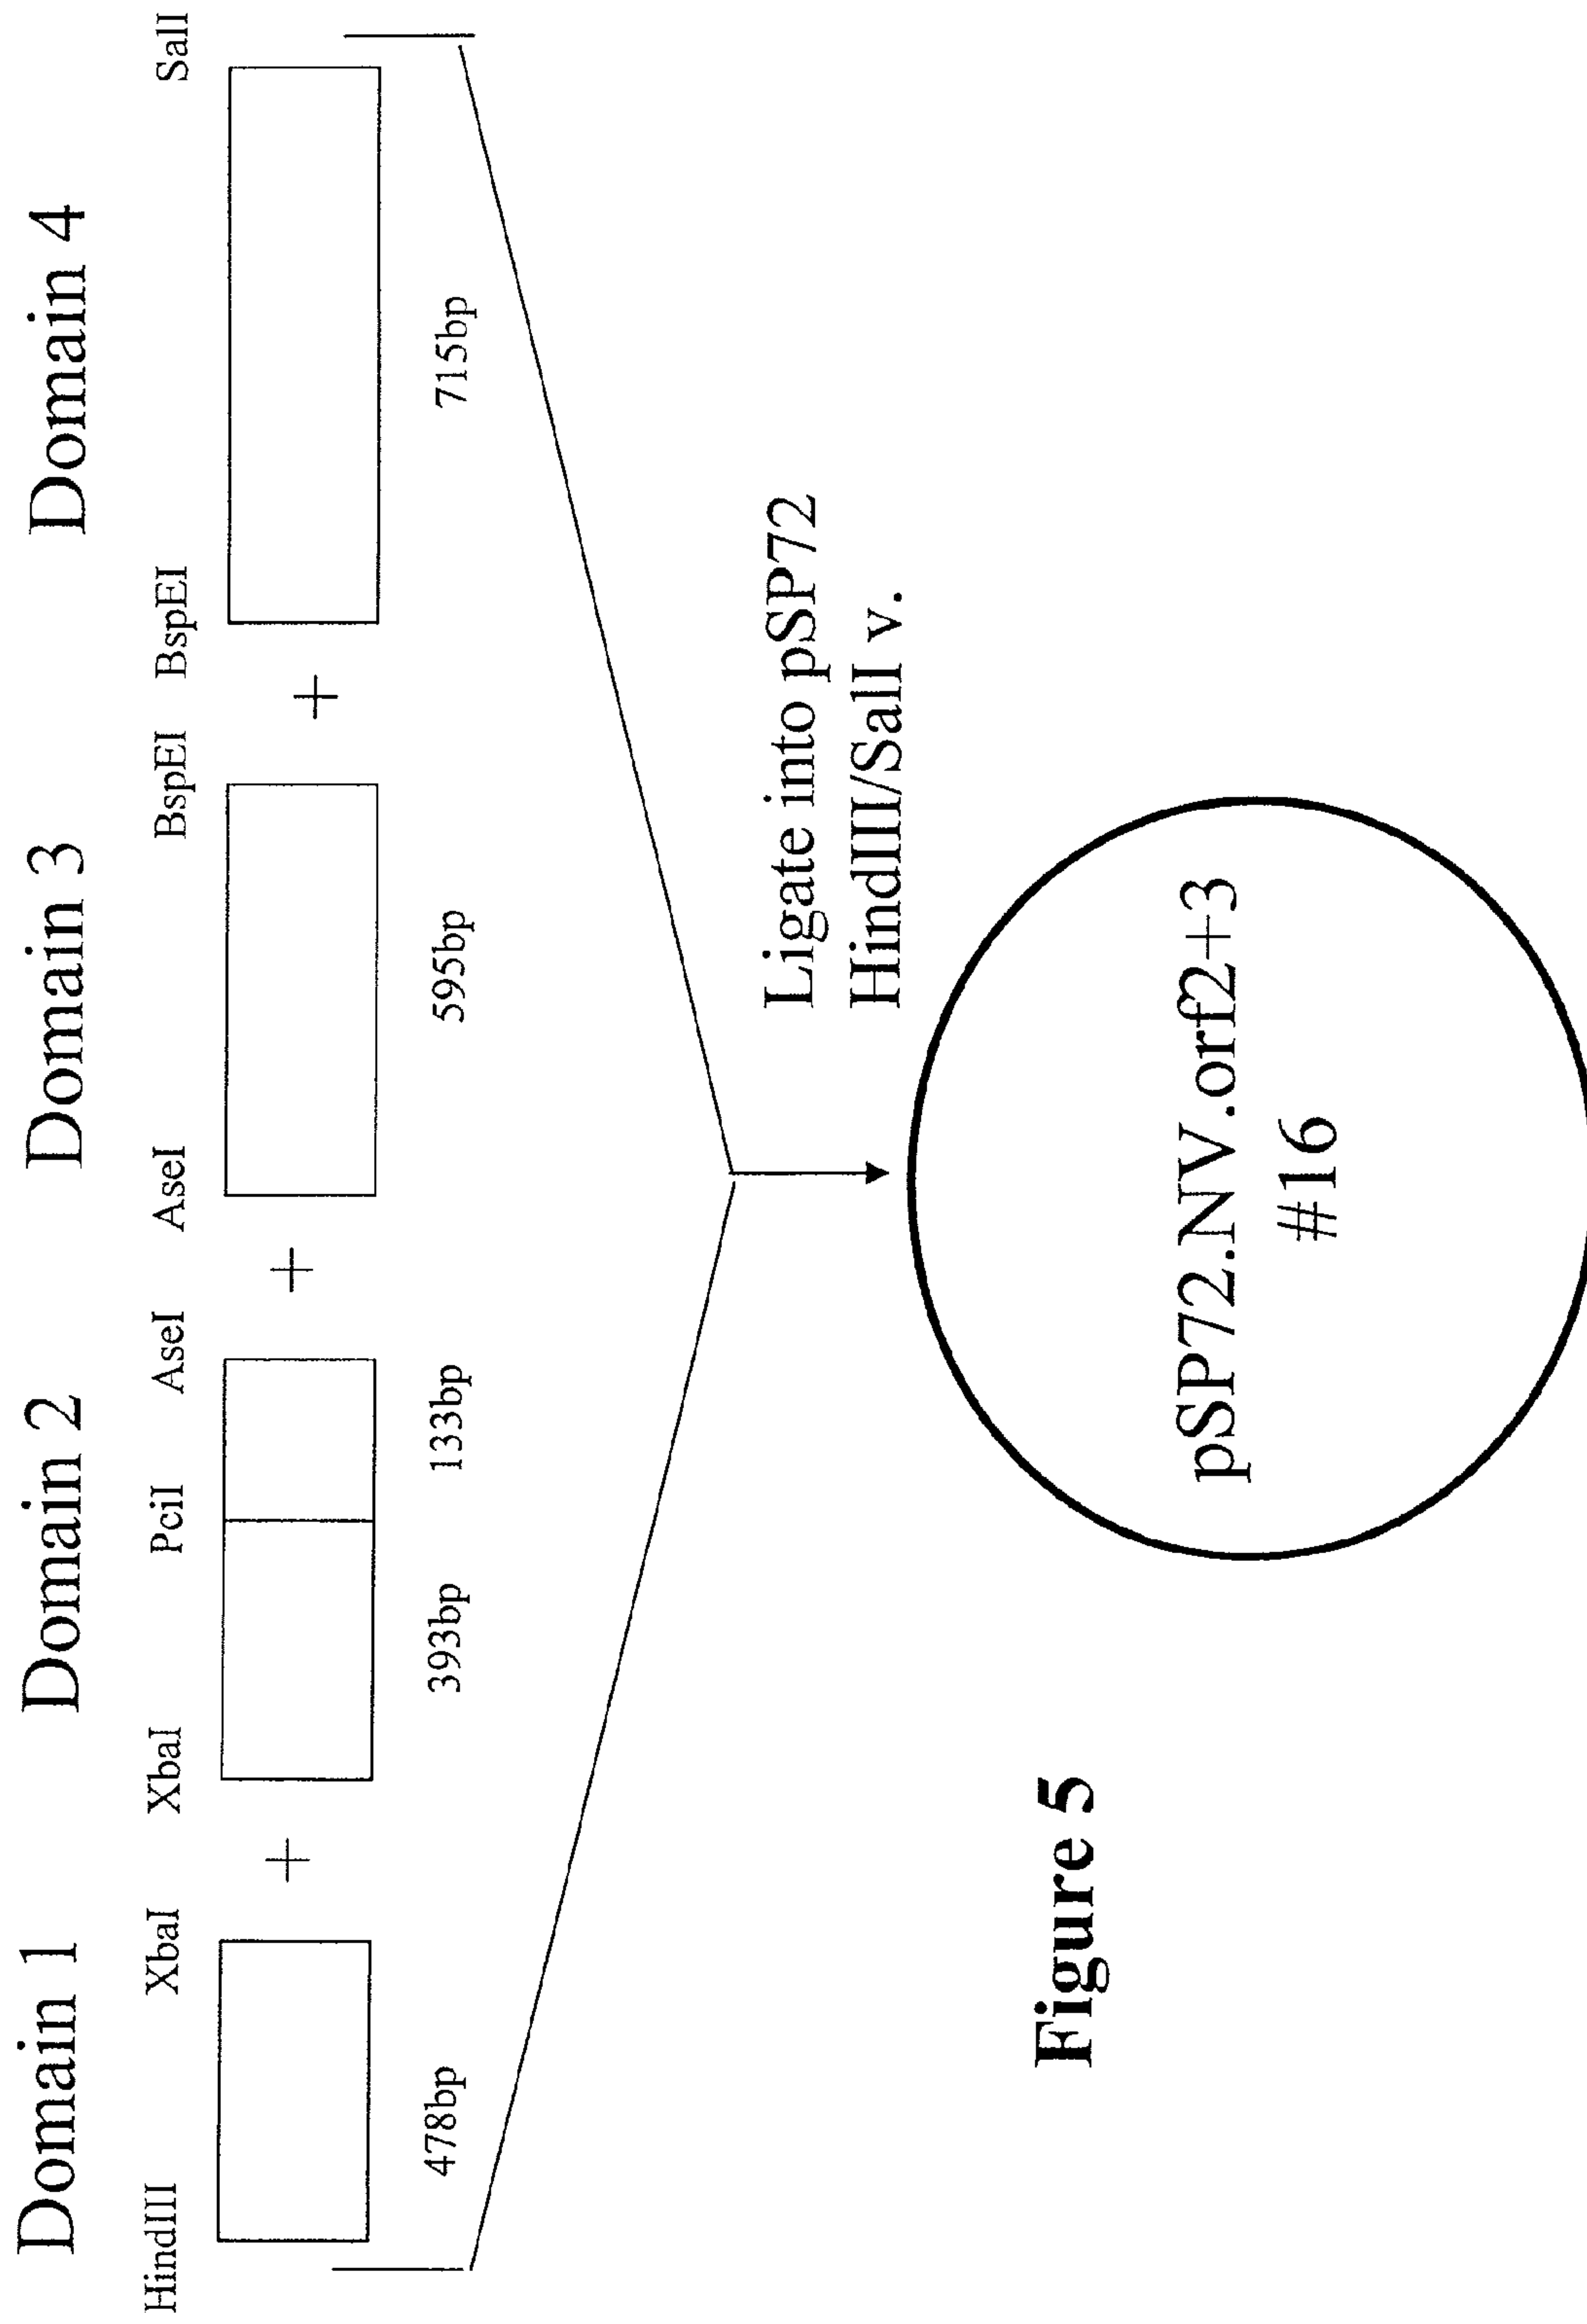 Domain 1 Domain 2 Domain 3 Domain 4
HindIII XbaI XbaI PciI AseI AseI BspEI BspEI SalI
+ + +
478bp 393bp 133bp 595bp 715bp
Ligate into pSP72
HindIII/SalI v.
pSP72.NV.orf2+3
#16
Figure 5